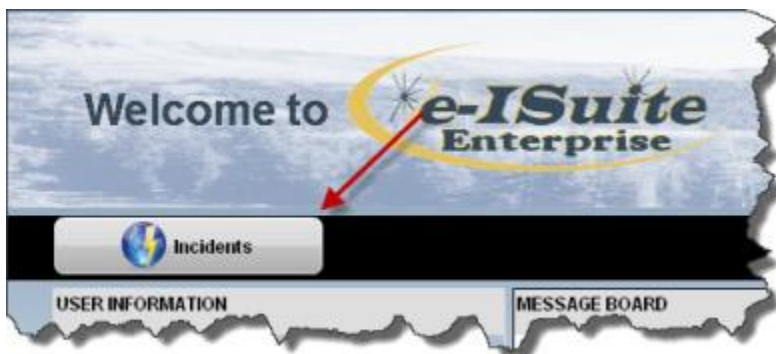 Welcome to e-ISuite
Enterprise
Incidents
USER INFORMATION
MESSAGE BOARD